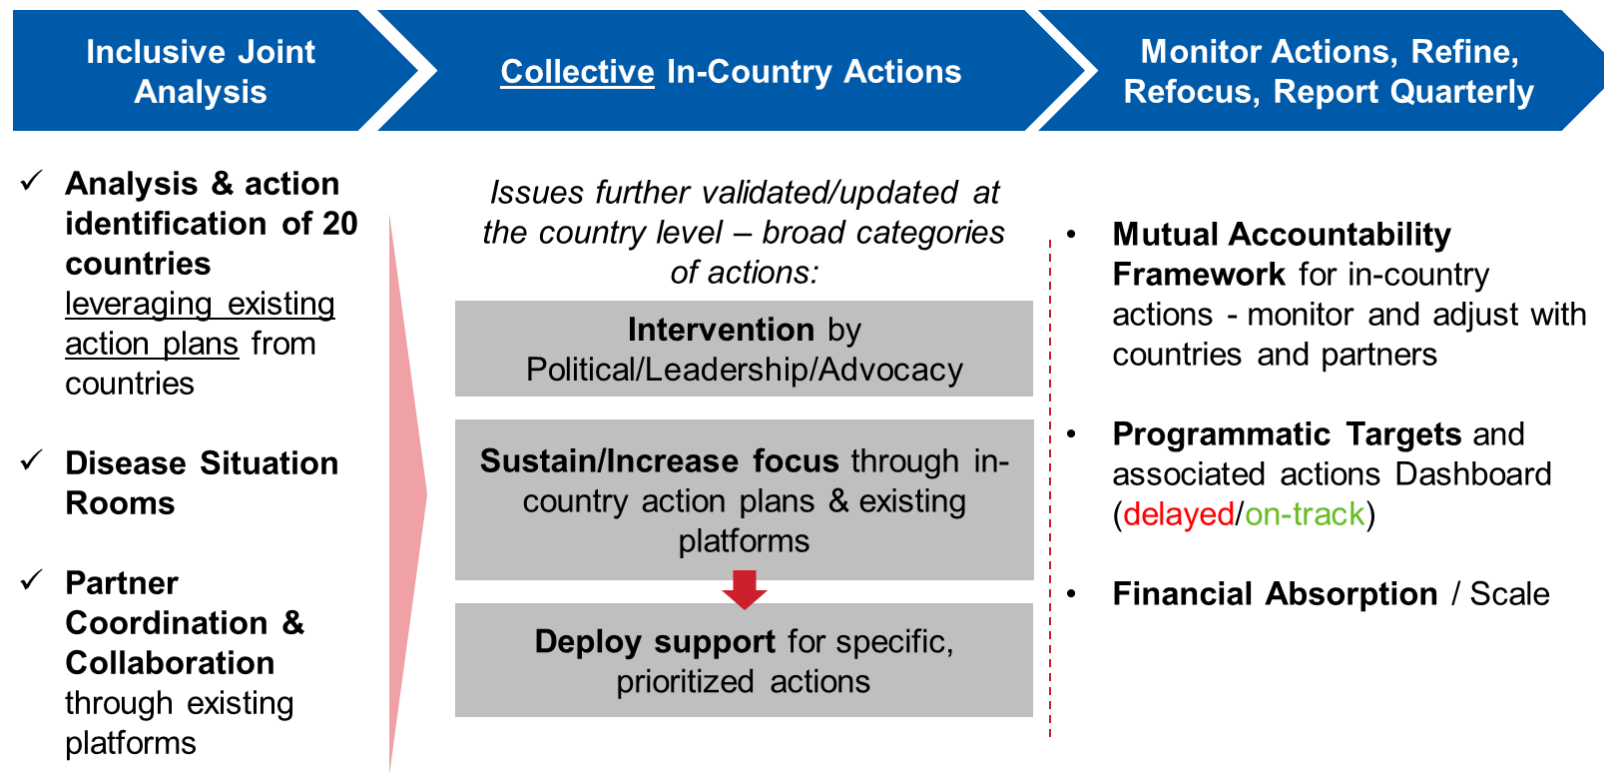 Inclusive Joint
Analysis
Collective In-Country Actions
Monitor Actions, Refine,
Refocus, Report Quarterly
✓ Analysis & action
identification of 20
countries
leveraging existing
action plans from
countries
✓ Disease Situation
Rooms
✓ Partner
Coordination &
Collaboration
through existing
platforms
Issues further validated/updated at
the country level – broad categories
of actions:
Intervention by
Political/Leadership/Advocacy
Sustain/Increase focus through in-
country action plans & existing
platforms
Deploy support for specific,
prioritized actions
• Mutual Accountability
Framework for in-country
actions - monitor and adjust with
countries and partners
• Programmatic Targets and
associated actions Dashboard
(delayed/on-track)
• Financial Absorption / Scale